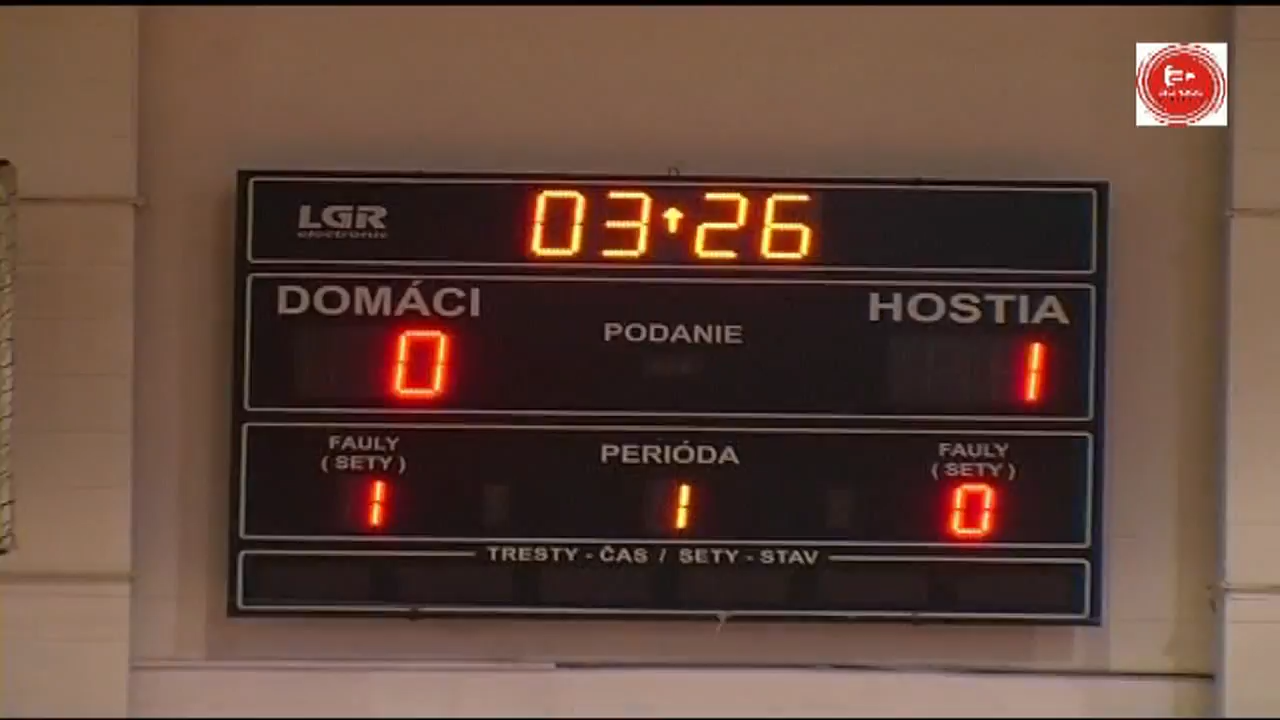 LGR
electronic
03 26
DOMÁCI
HOSTIA
PODANIE
0
1
FAULY
( SETY )
PERIÓDA
FAULY
( SETY )
1
1
0
TRESTY - ČAS / SETY - STAV